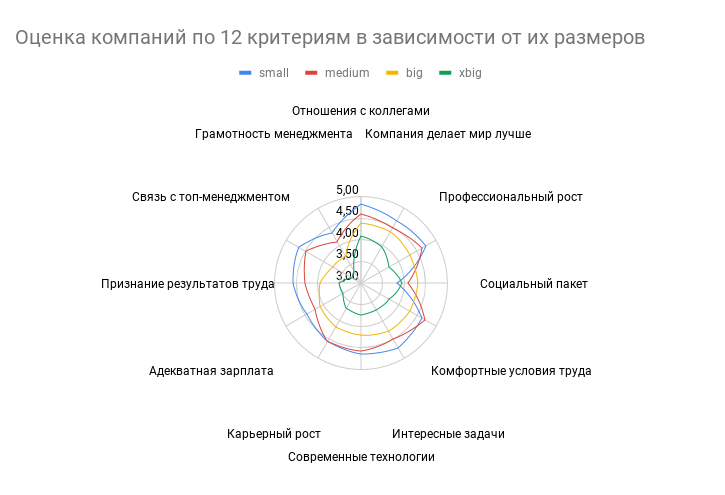 Оценка компаний по 12 критериям в зависимости от их размеров
small medium big xbig
Отношения с коллегами
Грамотность менеджмента Компания делает мир лучше
Связь с топ-менеджментом Профессиональный рост
5,00
4,50
4,00
3,50
3,00
Признание результатов труда Социальный пакет
Адекватная зарплата Комфортные условия труда
Карьерный рост Интересные задачи
Современные технологии